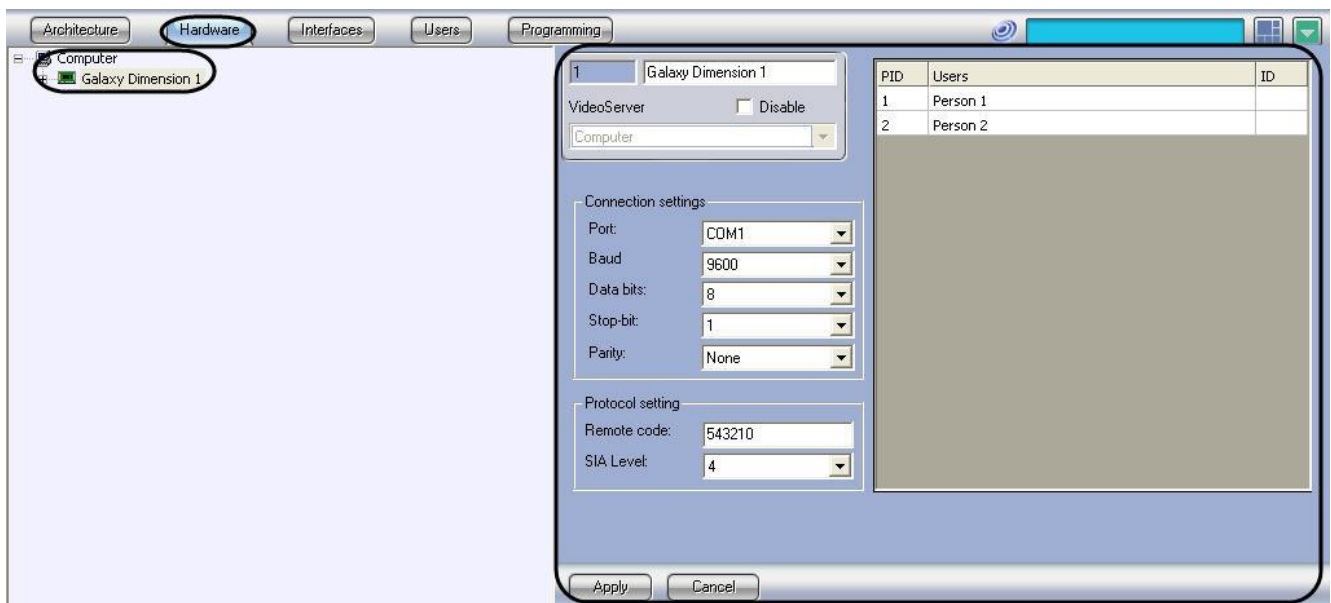 Architecture Hardware Interfaces Users Programming
Computer
Galaxy Dimension 1
1 Galaxy Dimension 1
VideoServer Disable
Computer
Connection settings
Port: COM1
Baud 9600
Data bits: 8
Stop-bit: 1
Parity: None
Protocol setting
Remote code: 543210
SIA Level: 4
Apply Cancel
PID Users ID
1 Person 1
2 Person 2